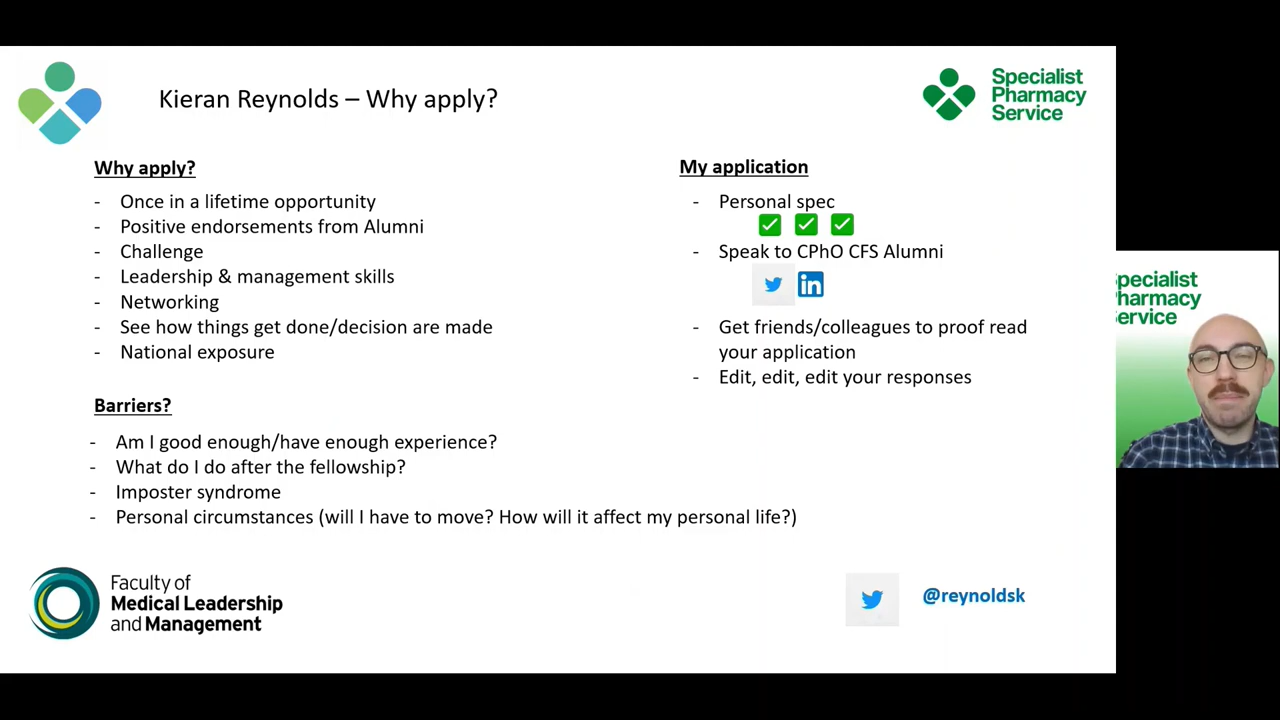 Kieran Reynolds – Why apply?
Specialist
Pharmacy
Service
Why apply?
- Once in a lifetime opportunity
- Positive endorsements from Alumni
- Challenge
- Leadership & management skills
- Networking
- See how things get done/decision are made
- National exposure
Barriers?
- Am I good enough/have enough experience?
- What do I do after the fellowship?
- Imposter syndrome
- Personal circumstances (will I have to move? How will it affect my personal life?)
My application
- Personal spec
- Speak to CPhO CFS Alumni
in
- Get friends/colleagues to proof read
your application
- Edit, edit, edit your responses
Faculty of
Medical Leadership
and Management
@reynoldsk
pecialist
harmacy
ervice